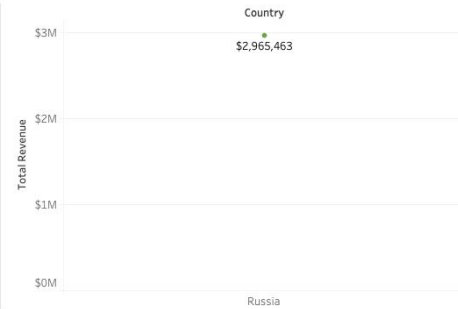 Country
$3M
$2,965,463
$2M
Total Revenue
$1M
$0M
Russia